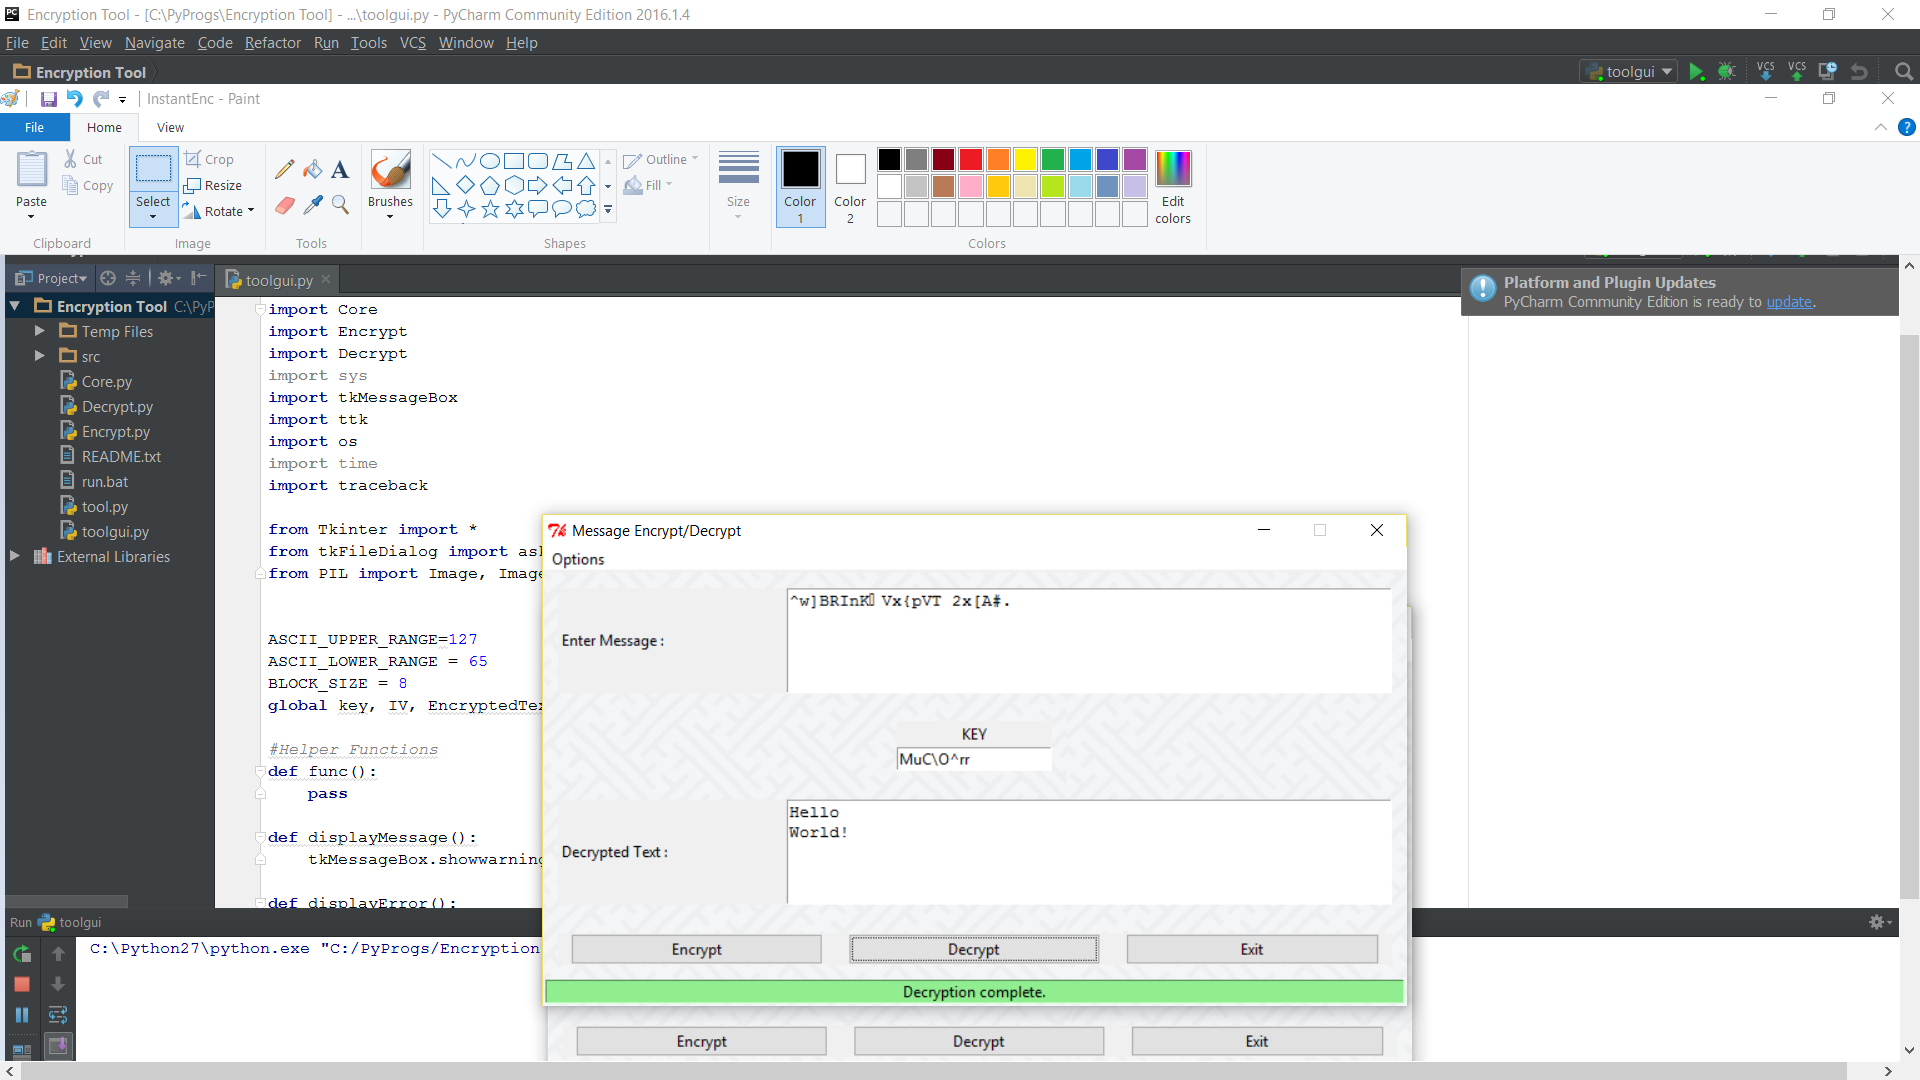 Encryption Tool - [C:\PyProgs\Encryption Tool] - ...\toolgui.py - PyCharm Community Edition 2016.1.4
File Edit View Navigate Code Refactor Run Tools VCS Window Help
Encryption Tool
toolgui
VCS VCS
InstantEnc - Paint
File Home View
Paste
Cut
Copy
Clipboard
Select
Crop
Resize
Rotate
Image
Tools
Brushes
Outline
Fill
Shapes
Size
Color 1
Color 2
Edit colors
Colors
Project
toolgui.py
Encryption Tool C:\PyP
Temp Files
src
Core.py
Decrypt.py
Encrypt.py
README.txt
run.bat
tool.py
toolgui.py
External Libraries
Platform and Plugin Updates
PyCharm Community Edition is ready to update.
import Core
import Encrypt
import Decrypt
import sys
import tkMessageBox
import ttk
import os
import time
import traceback
from Tkinter import *
from tkFileDialog import as
from PIL import Image, Image
ASCII_UPPER_RANGE=127
ASCII_LOWER_RANGE = 65
BLOCK_SIZE = 8
global key, IV, EncryptedTex
#Helper Functions
def func():
pass
def displayMessage():
tkMessageBox.showwarning
def displayError():
Message Encrypt/Decrypt
Options
Enter Message :
^w]BRInK Vx{pVT 2x[A#.
KEY
MuC\O^rr
Decrypted Text :
Hello
World!
Encrypt Decrypt Exit
Decryption complete.
Encrypt Decrypt Exit
Run toolgui
C:\Python27\python.exe "C:/PyProgs/Encryption